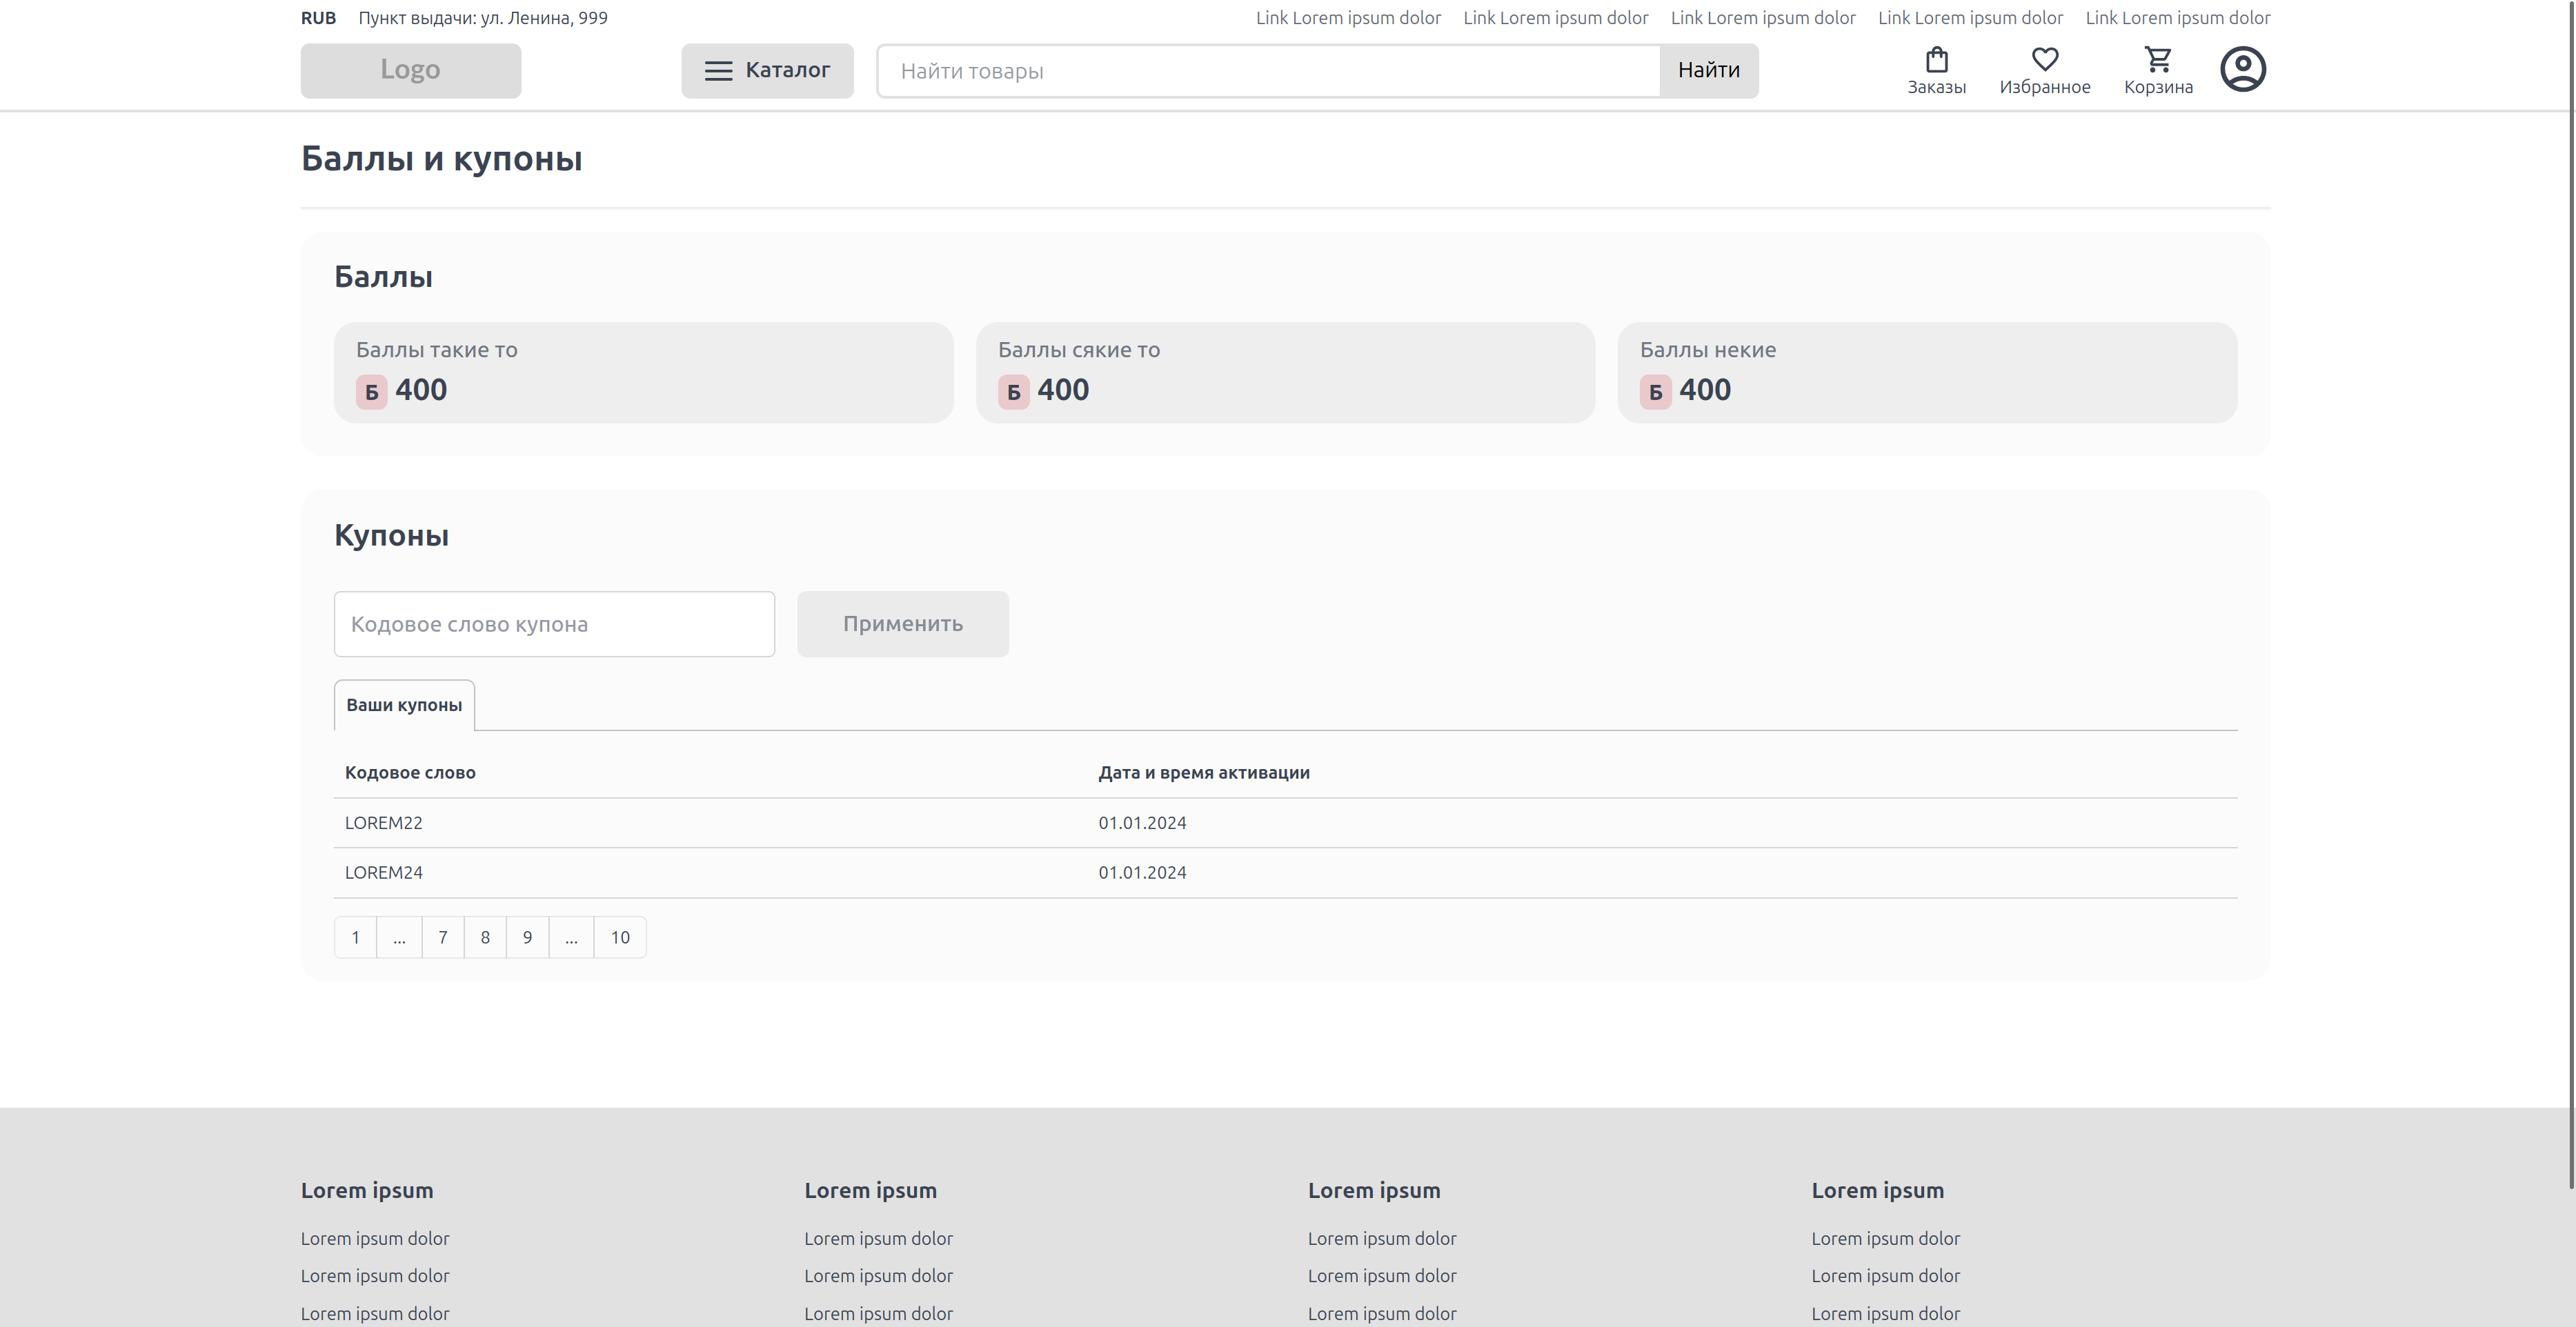 RUB Пункт выдачи: ул. Ленина, 999 Link Lorem ipsum dolor Link Lorem ipsum dolor Link Lorem ipsum dolor Link Lorem ipsum dolor Link Lorem ipsum dolor
Logo Каталог Найти товары Найти Заказы Избранное Корзина
Баллы и купоны
Баллы
Баллы такие то Баллы сякие то Баллы некие
Б 400 Б 400 Б 400
Купоны
Кодовое слово купона Применить
Ваши купоны
Кодовое слово Дата и время активации
LOREM22 01.01.2024
LOREM24 01.01.2024
1 ... 7 8 9 ... 10
Lorem ipsum Lorem ipsum Lorem ipsum Lorem ipsum
Lorem ipsum dolor Lorem ipsum dolor Lorem ipsum dolor Lorem ipsum dolor
Lorem ipsum dolor Lorem ipsum dolor Lorem ipsum dolor Lorem ipsum dolor
Lorem ipsum dolor Lorem ipsum dolor Lorem ipsum dolor Lorem ipsum dolor